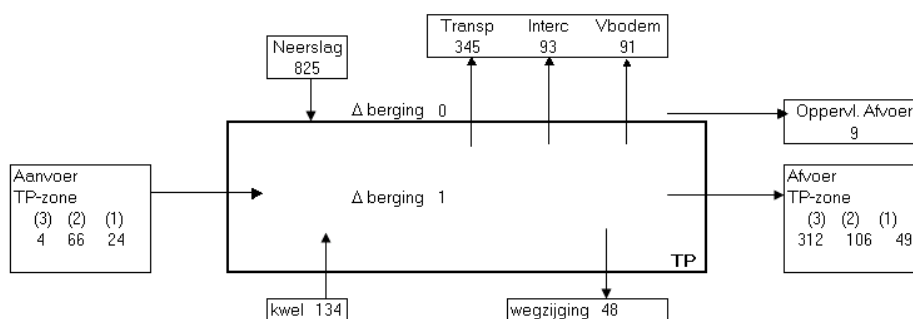 Transp Interc Vbodem
345 93 91
Neerslag
825
Δ berging 0
Oppervl. Afvoer
9
Aanvoer
TP-zone
(3) (2) (1)
4 66 24
Δ berging 1
Afvoer
TP-zone
(3) (2) (1)
312 106 49
TP
kwel 134
wegzijging 48